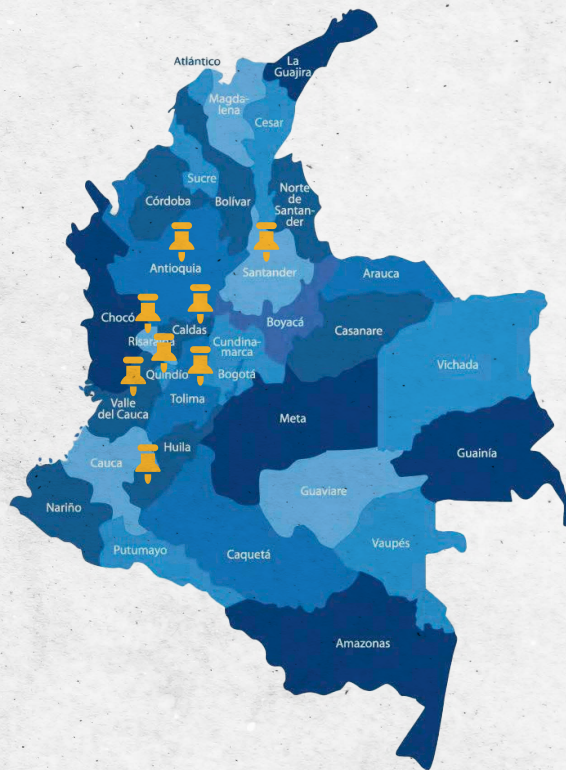 Atlántico
La
Guajira
Magda-
lena
Cesar
Sucre
Córdoba
Bolívar
Norte
de
Santan-
der
Antioquia
Santander
Arauca
Chocó
Caldas
Boyacá
Casanare
Risaralda
Cundina-
marca
Vichada
Quindío
Bogotá
Valle
del Cauca
Tolima
Meta
Huila
Cauca
Guainía
Guaviare
Nariño
Vaupés
Putumayo
Caquetá
Amazonas